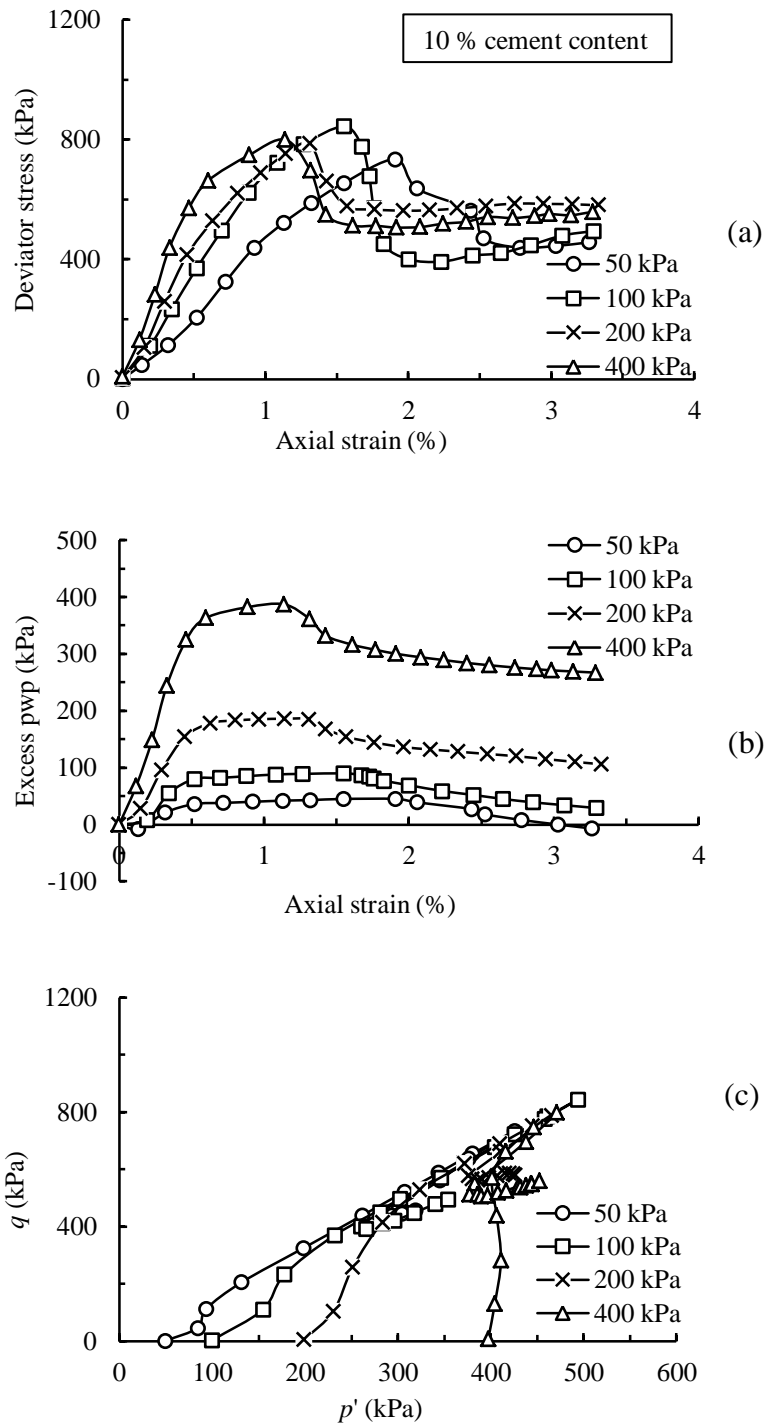 1200
10 % cement content
800
400
0
Deviator stress (kPa)
(a)
50 kPa
100 kPa
200 kPa
400 kPa
0 1 2 3 4
Axial strain (%)
500
400
300
200
100
0
-100
Excess pwp (kPa)
50 kPa
100 kPa
200 kPa
400 kPa
(b)
0 1 2 3 4
Axial strain (%)
1200
800
400
0
q (kPa)
(c)
50 kPa
100 kPa
200 kPa
400 kPa
0 100 200 300 400 500 600
p' (kPa)